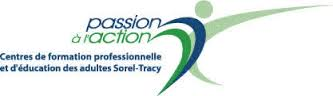 passion
à l'action
Centres de formation professionnelle
et d'éducation des adultes Sorel-Tracy